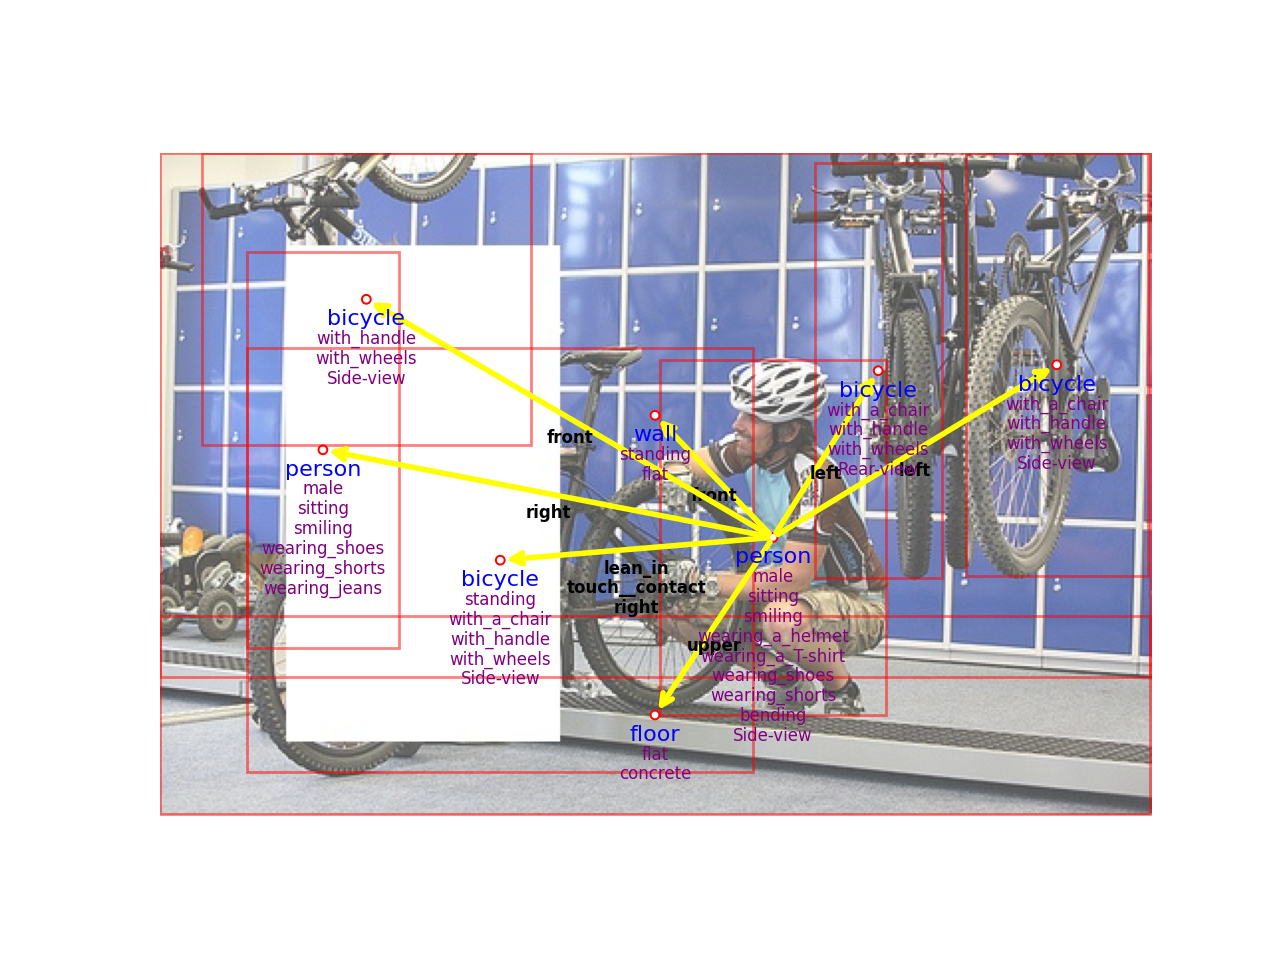 bicycle
with_handle
with_wheels
Side-view
bicycle
with_a_chair
with_handle
with_wheels
Side-view
bicycle
with_a_chair
with_handle
with_wheels
Rear-view
wall
standing
flat
front
left
left
person
male
sitting
smiling
wearing_shoes
wearing_shorts
wearing_jeans
front
right
person
male
sitting
smiling
wearing_a_helmet
wearing_a_T-shirt
wearing_shoes
wearing_shorts
bending
Side-view
lean_in
touch__contact
right
bicycle
standing
with_a_chair
with_handle
with_wheels
Side-view
upper
floor
flat
concrete